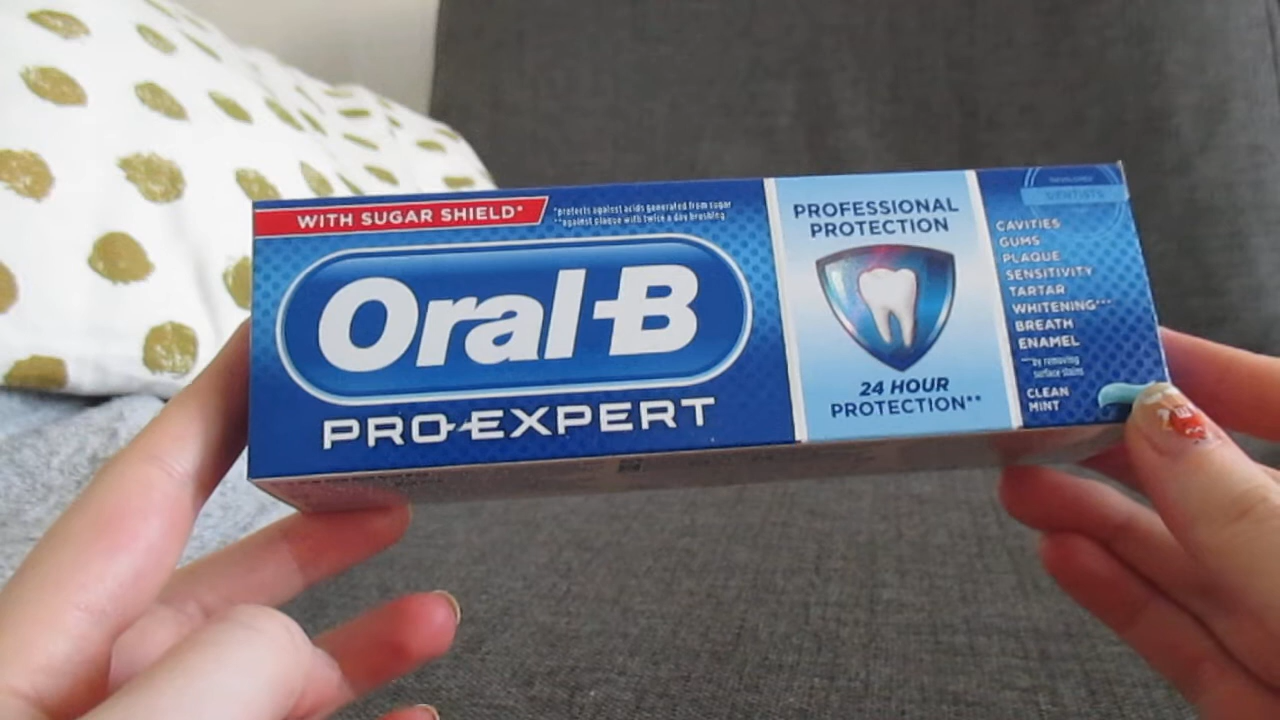 WITH SUGAR SHIELD*
*protects against acids generated from sugar
**against plaque with twice a day brushing
Oral-B
PRO-EXPERT
PROFESSIONAL
PROTECTION
24 HOUR
PROTECTION**
DENTISTS
CAVITIES
GUMS
PLAQUE
SENSITIVITY
TARTAR
WHITENING***
BREATH
ENAMEL
***by removing
surface stains
CLEAN
MINT